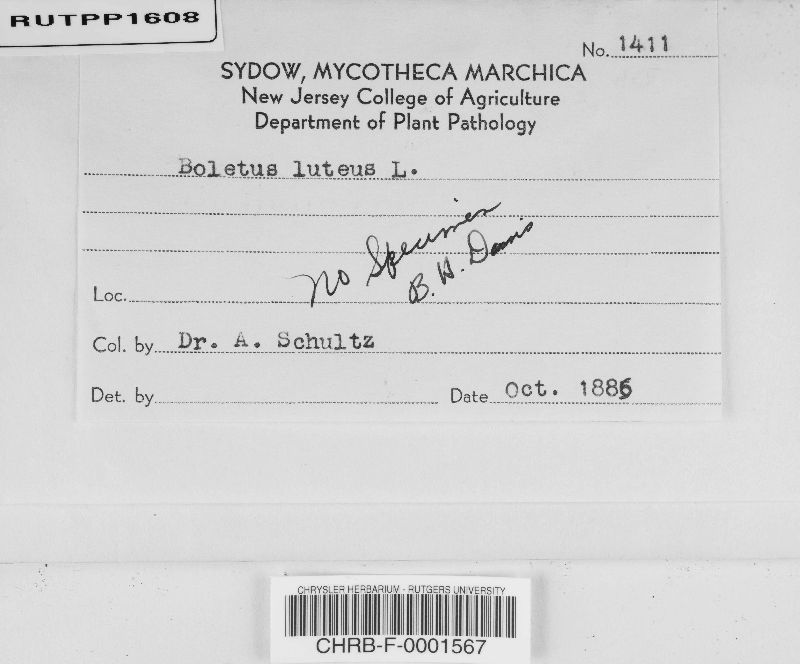 RUTPP1608
No. 1411
SYDOW, MYCOTHECA MARCHICA
New Jersey College of Agriculture
Department of Plant Pathology
Boletus luteus L.
No Specimen
B. H. Davis
Loc.
Col. by Dr. A. Schultz
Det. by
Date Oct. 1886
CHRYSLER HERBARIUM - RUTGERS UNIVERSITY
CHRB-F-0001567